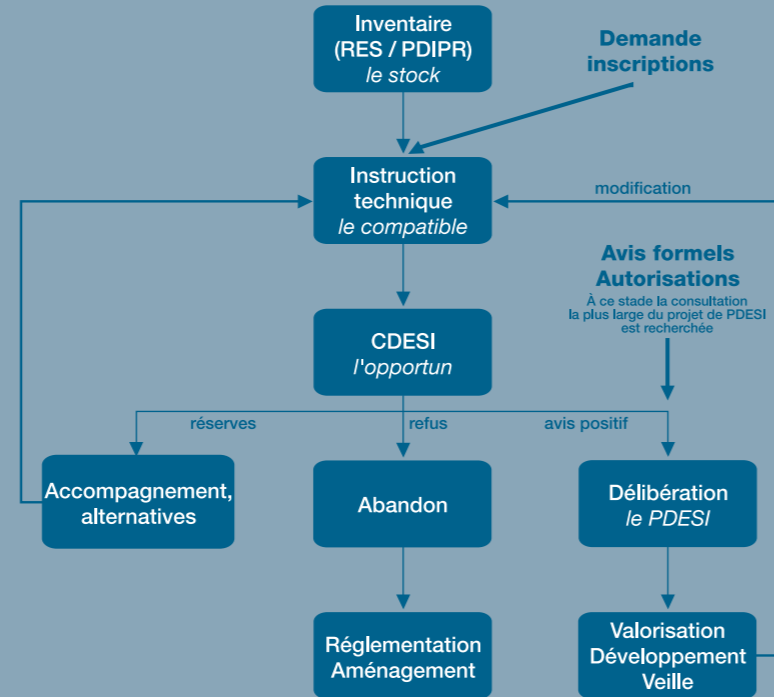 Inventaire
(RES / PDIPR)
le stock
Demande
inscriptions
Instruction
technique
le compatible
modification
Avis formels
Autorisations
À ce stade la consultation
la plus large du projet de PDESI
est recherchée
CDESI
l'opportun
réserves
refus
avis positif
Accompagnement,
alternatives
Abandon
Délibération
le PDESI
Réglementation
Aménagement
Valorisation
Développement
Veille